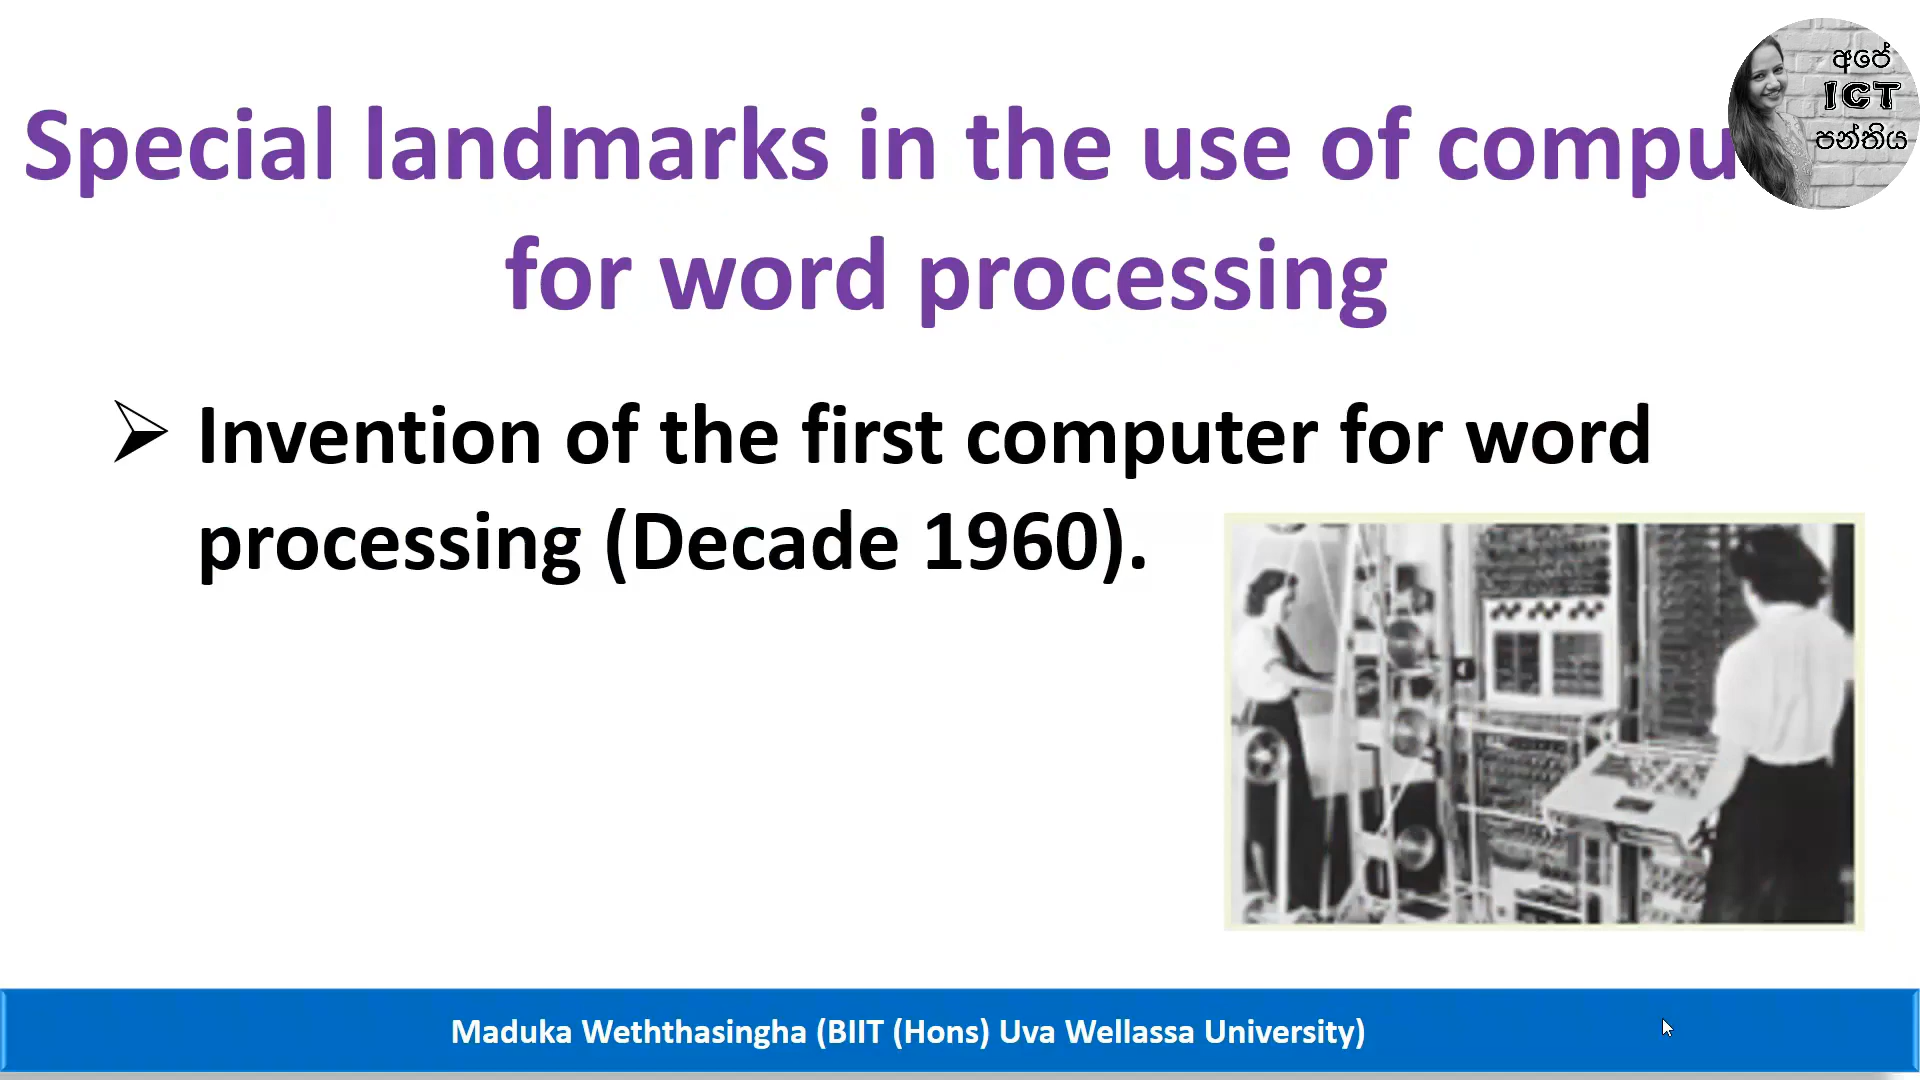 Special landmarks in the use of compu
for word processing
අපේ
ICT
පන්තිය
Invention of the first computer for word
processing (Decade 1960).
Maduka Weththasingha (BIIT (Hons) Uva Wellassa University)